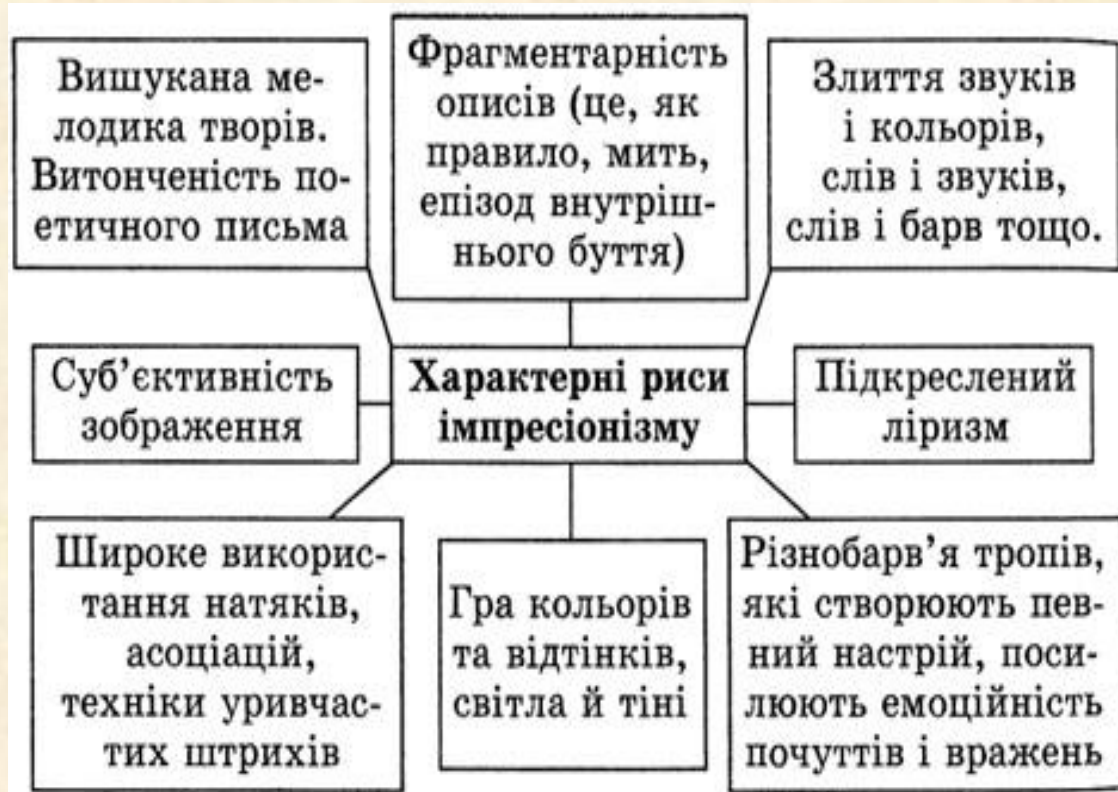 Вишукана ме-
лодика творів.
Витонченість по-
етичного письма
Фрагментарність
описів (це, як
правило, мить,
епізод внутріш-
нього буття)
Злиття звуків
і кольорів,
слів і звуків,
слів і барв тощо.
Суб’єктивність
зображення
Характерні риси
імпресіонізму
Підкреслений
ліризм
Широке викорис-
тання натяків,
асоціацій,
техніки уривчас-
тих штрихів
Гра кольорів
та відтінків,
світла й тіні
Різнобарв’я тропів,
які створюють пев-
ний настрій, поси-
люють емоційність
почуттів і вражень